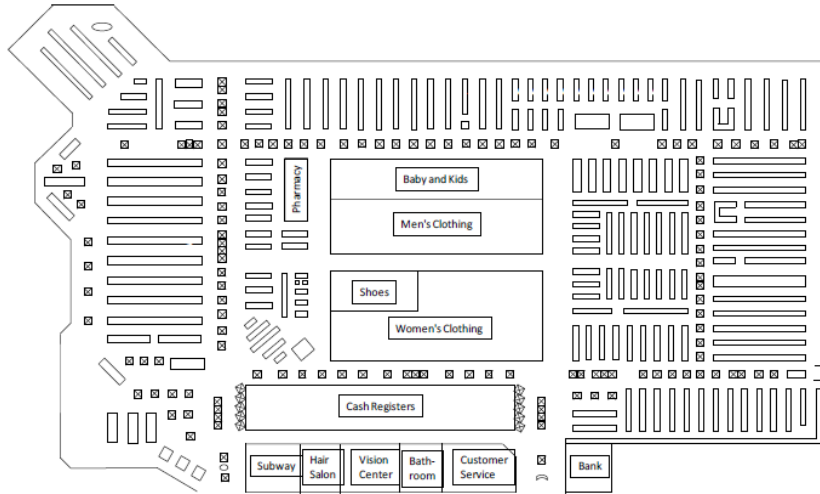 Pharmacy
Baby and Kids
Men's Clothing
Shoes
Women's Clothing
Cash Registers
Subway
Hair
Salon
Vision
Center
Bath-
room
Customer
Service
Bank